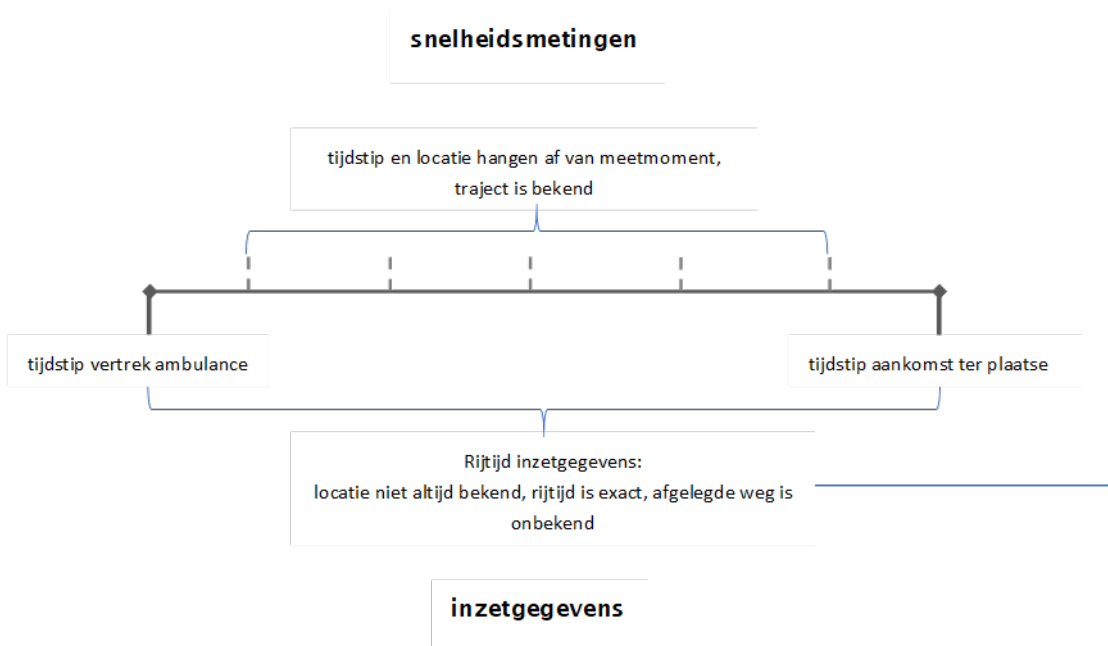 snelheidsmetingen
tijdstip en locatie hangen af van meetmoment,
traject is bekend
tijdstip vertrek ambulance
tijdstip aankomst ter plaatse
Rijtijd inzetgegevens:
locatie niet altijd bekend, rijtijd is exact, afgelegde weg is
onbekend
inzetgegevens